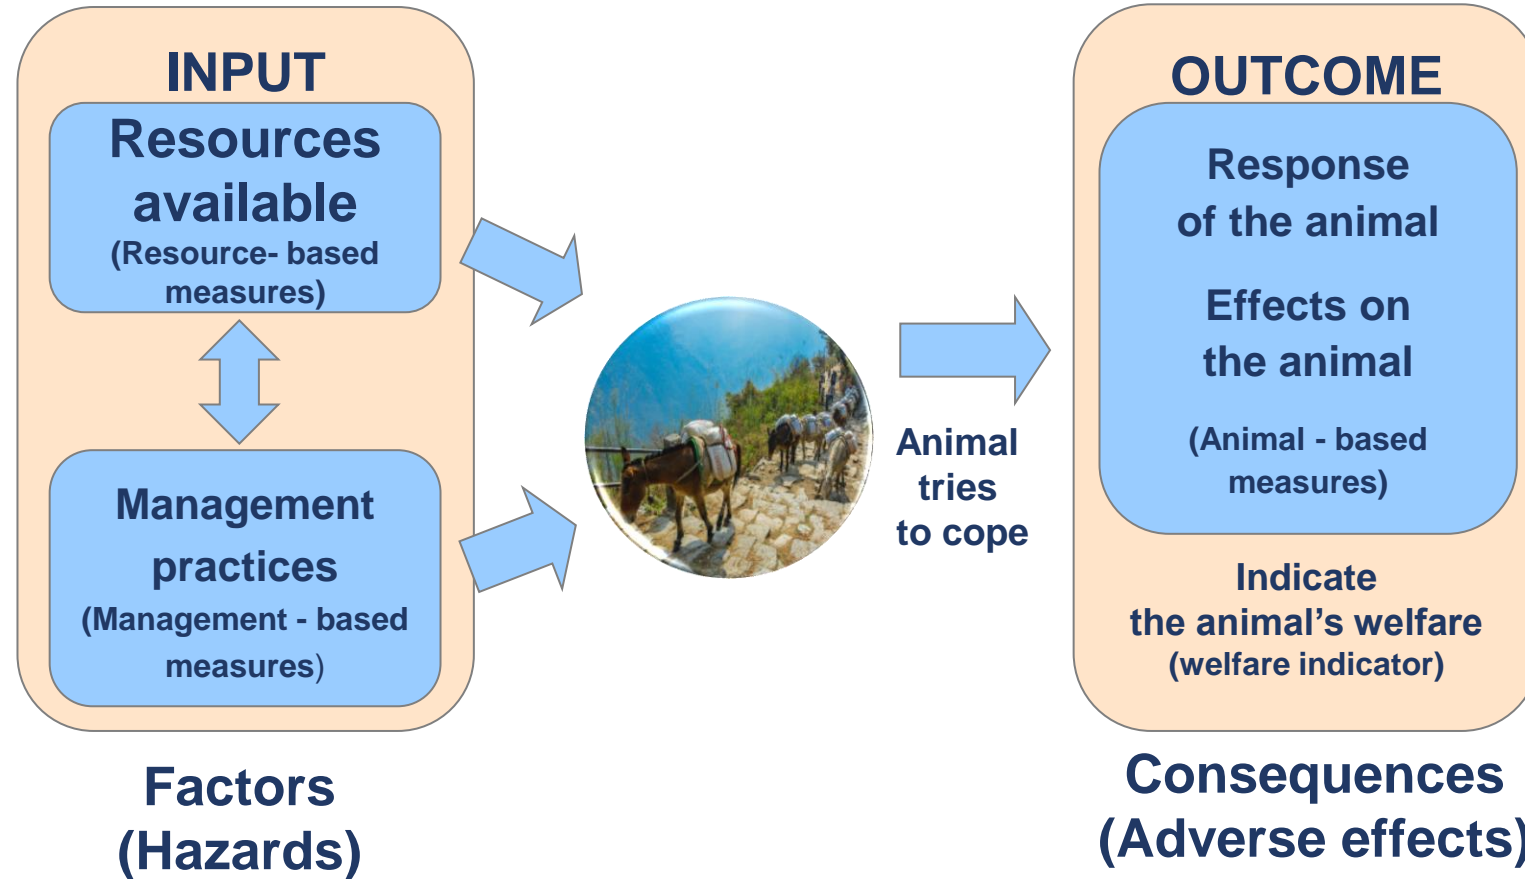 INPUT
Resources
available
(Resource- based
measures)
Management
practices
(Management - based
measures)
Factors
(Hazards)
Animal
tries
to cope
OUTCOME
Response
of the animal
Effects on
the animal
(Animal - based
measures)
Indicate
the animal's welfare
(welfare indicator)
Consequences
(Adverse effects)